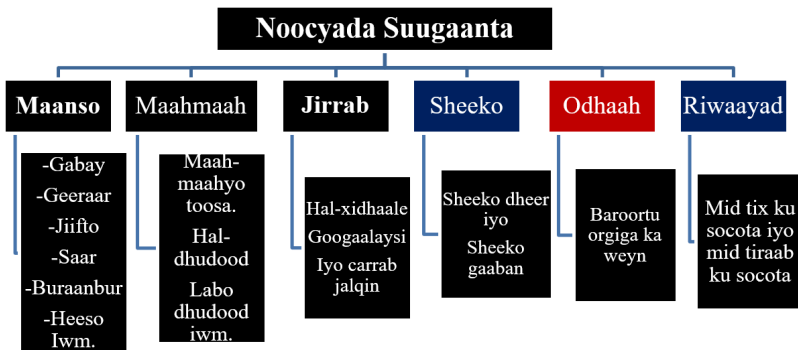 Noocyada Suugaanta
Maanso
-Gabay
-Geeraar
-Jiifto
-Saar
-Buraanbur
-Heeso
Iwm.
Maahmaah
Maah-
maahyo
toosa.
Hal-
dhudood
Labo
dhudood
iwm.
Jirrab
Hal-xidhaale
Googaalaysi
Iyo carrab
jalqin
Sheeko
Sheeko dheer
iyo
Sheeko
gaaban
Odhaah
Baroortu
orgiga ka
weyn
Riwaayad
Mid tix ku
socota iyo
mid tiraab
ku socota